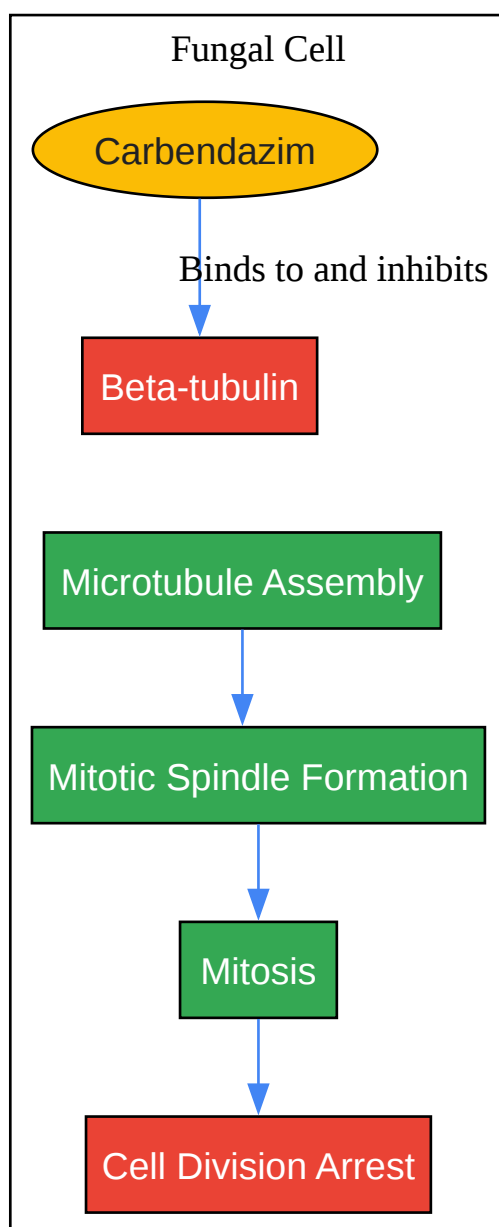 Fungal Cell
Carbendazim
Binds to and inhibits
Beta-tubulin
Microtubule Assembly
Mitotic Spindle Formation
Mitosis
Cell Division Arrest